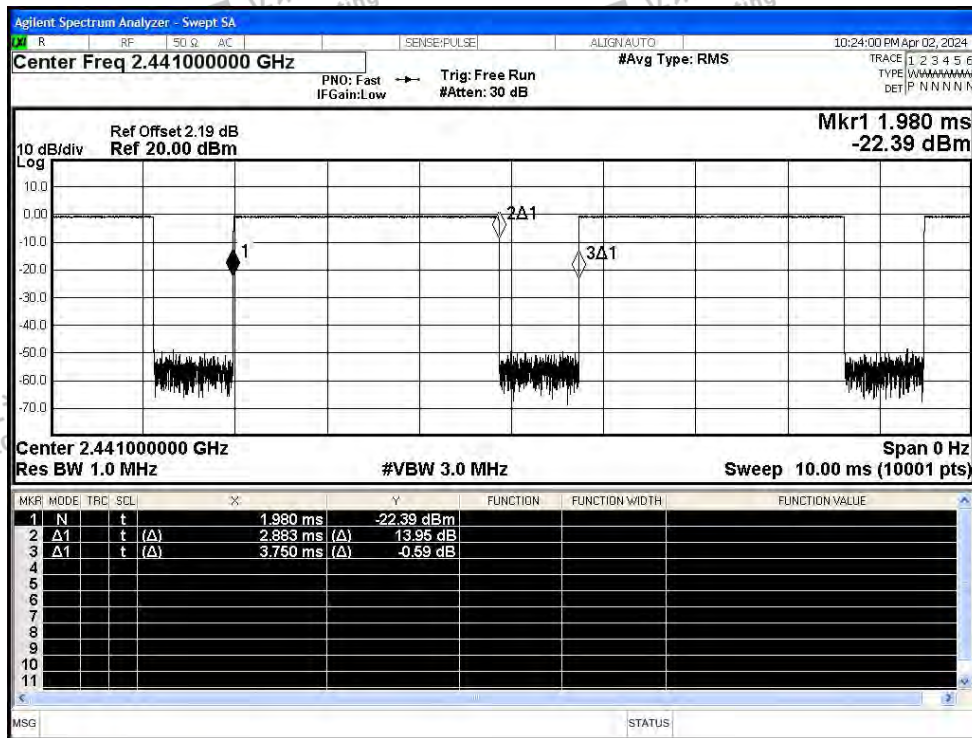 Agilent Spectrum Analyzer - Swept SA
R RF 50 Ω AC SENSE:PULSE ALIGNAUTO 10:24:00 PM Apr 02, 2024
Center Freq 2.441000000 GHz
#Avg Type: RMS
TRACE 1 2 3 4 5 6
PNO: Fast Trig: Free Run
TYPE WWWWWW
IFGain:Low #Atten: 30 dB
DET P N N N N N
Mkr1 1.980 ms
-22.39 dBm
Ref Offset 2.19 dB
10 dB/div Ref 20.00 dBm
Log
10.0
0.00
-10.0
-20.0
-30.0
-40.0
-50.0
-60.0
-70.0
1
2Δ1
3Δ1
Center 2.441000000 GHz Span 0 Hz
Res BW 1.0 MHz #VBW 3.0 MHz Sweep 10.00 ms (10001 pts)
MKR MODE TRC SCL X Y FUNCTION FUNCTION WIDTH FUNCTION VALUE
1 N t 1.980 ms -22.39 dBm
2 Δ1 t (Δ) 2.883 ms (Δ) 13.95 dB
3 Δ1 t (Δ) 3.750 ms (Δ) -0.59 dB
4
5
6
7
8
9
10
11
MSG STATUS